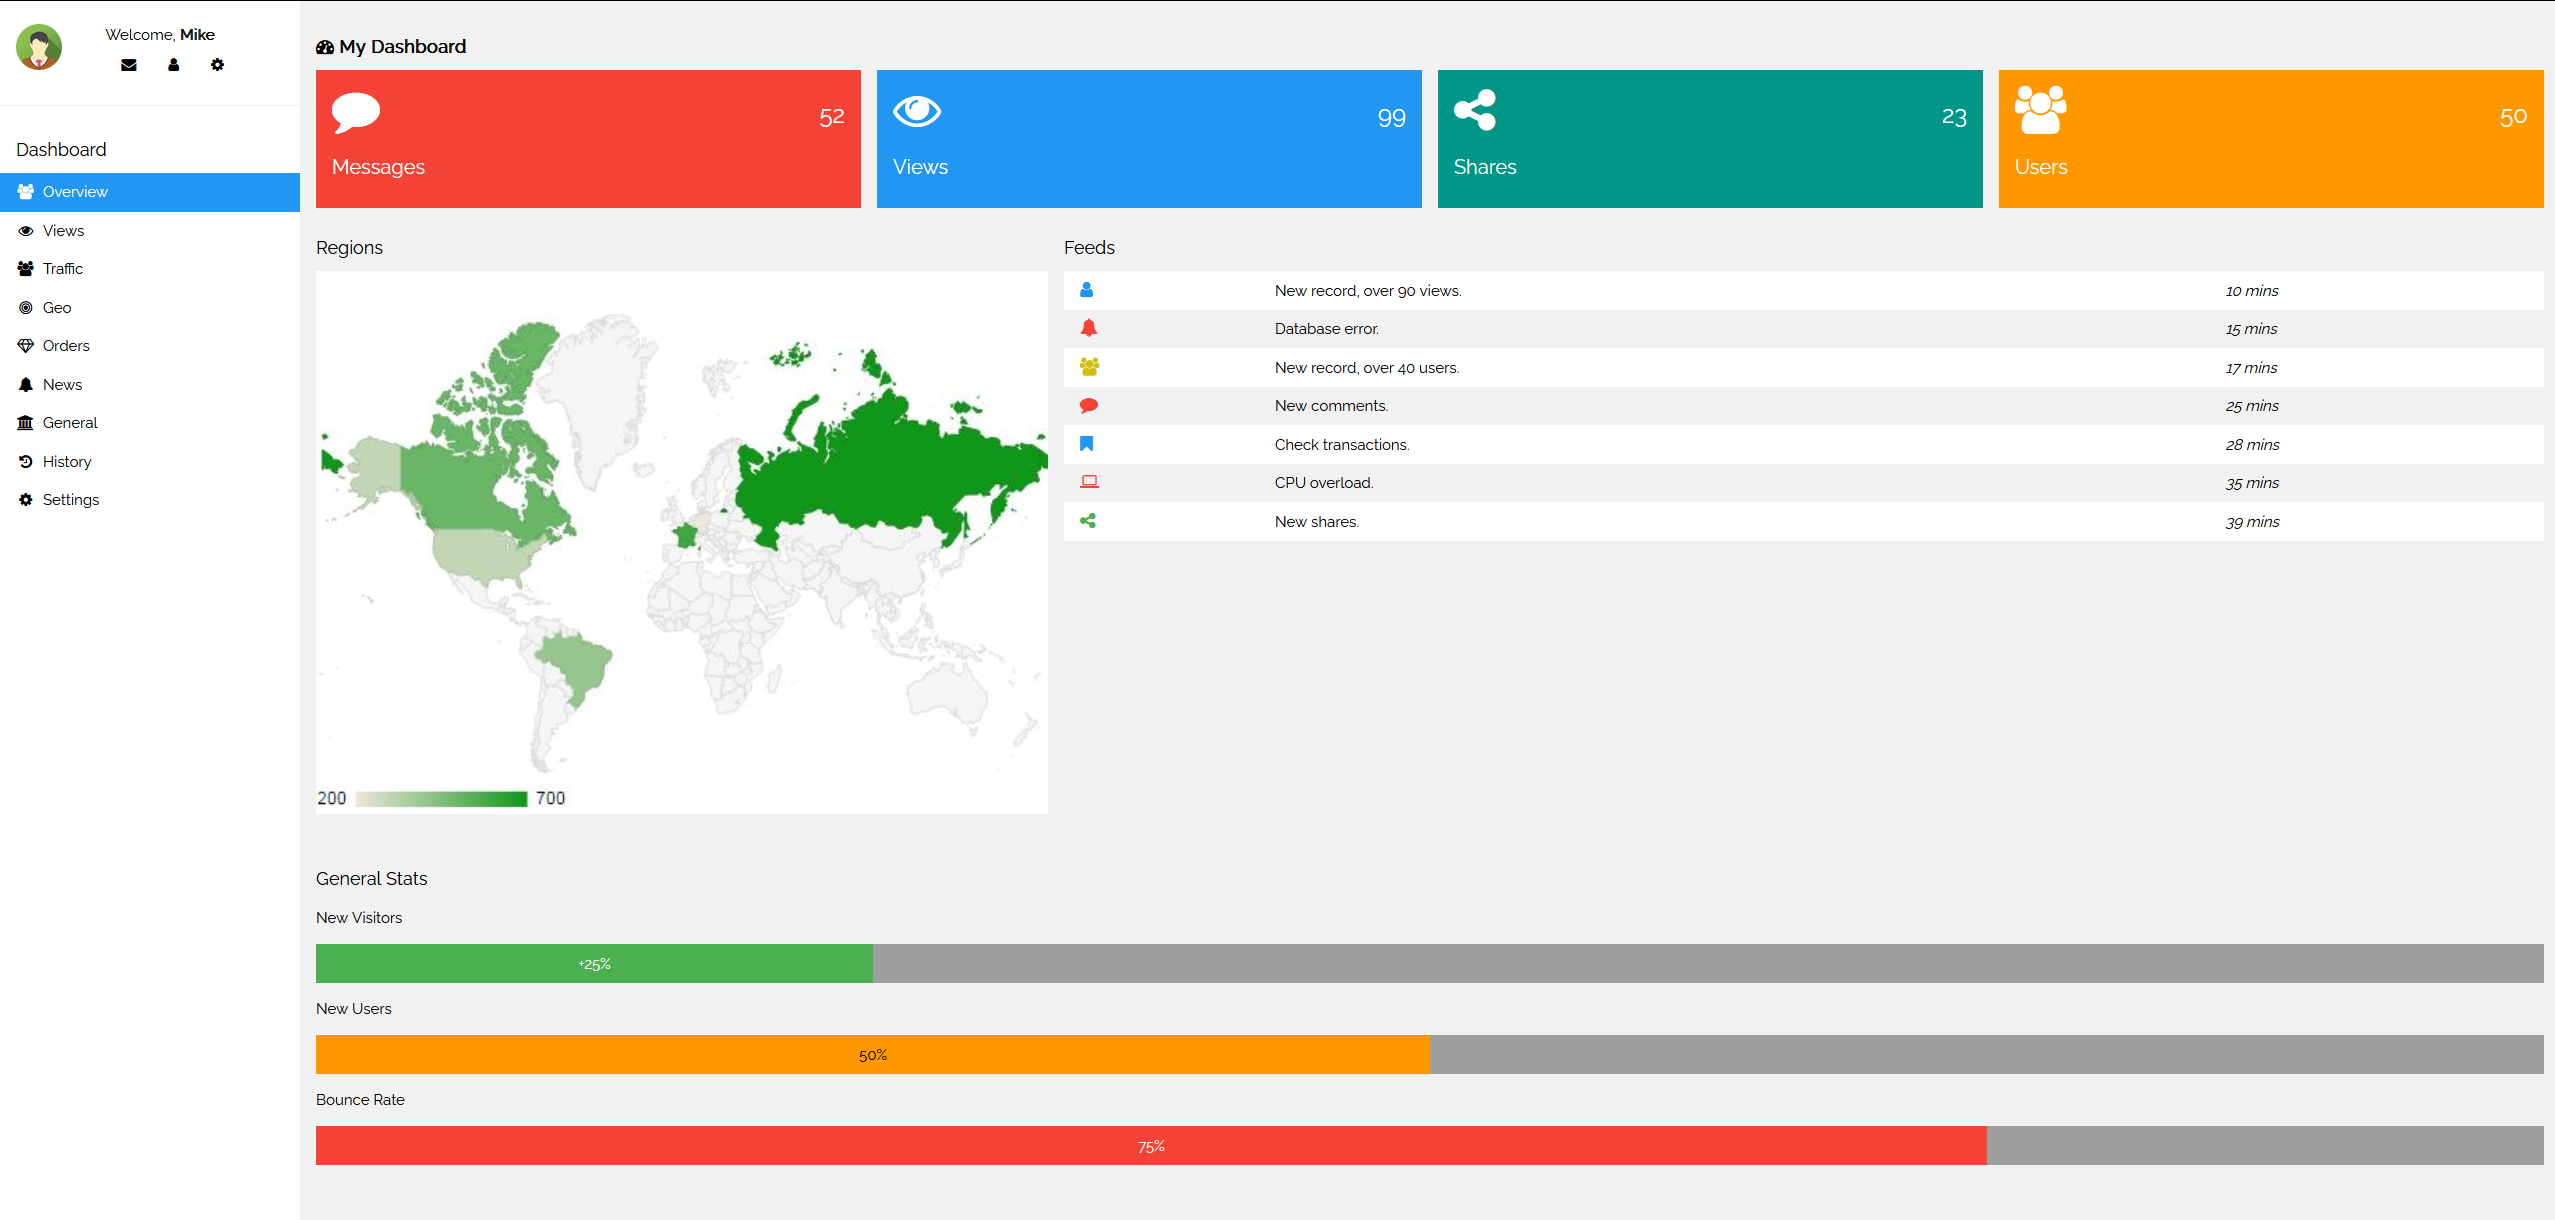 Welcome, Mike
Dashboard
Overview
Views
Traffic
Geo
Orders
News
General
History
Settings
My Dashboard
52
Messages
99
Views
23
Shares
50
Users
Regions
200 700
Feeds
New record, over 90 views. 10 mins
Database error. 15 mins
New record, over 40 users. 17 mins
New comments. 25 mins
Check transactions. 28 mins
CPU overload. 35 mins
New shares. 39 mins
General Stats
New Visitors
+25%
New Users
50%
Bounce Rate
75%